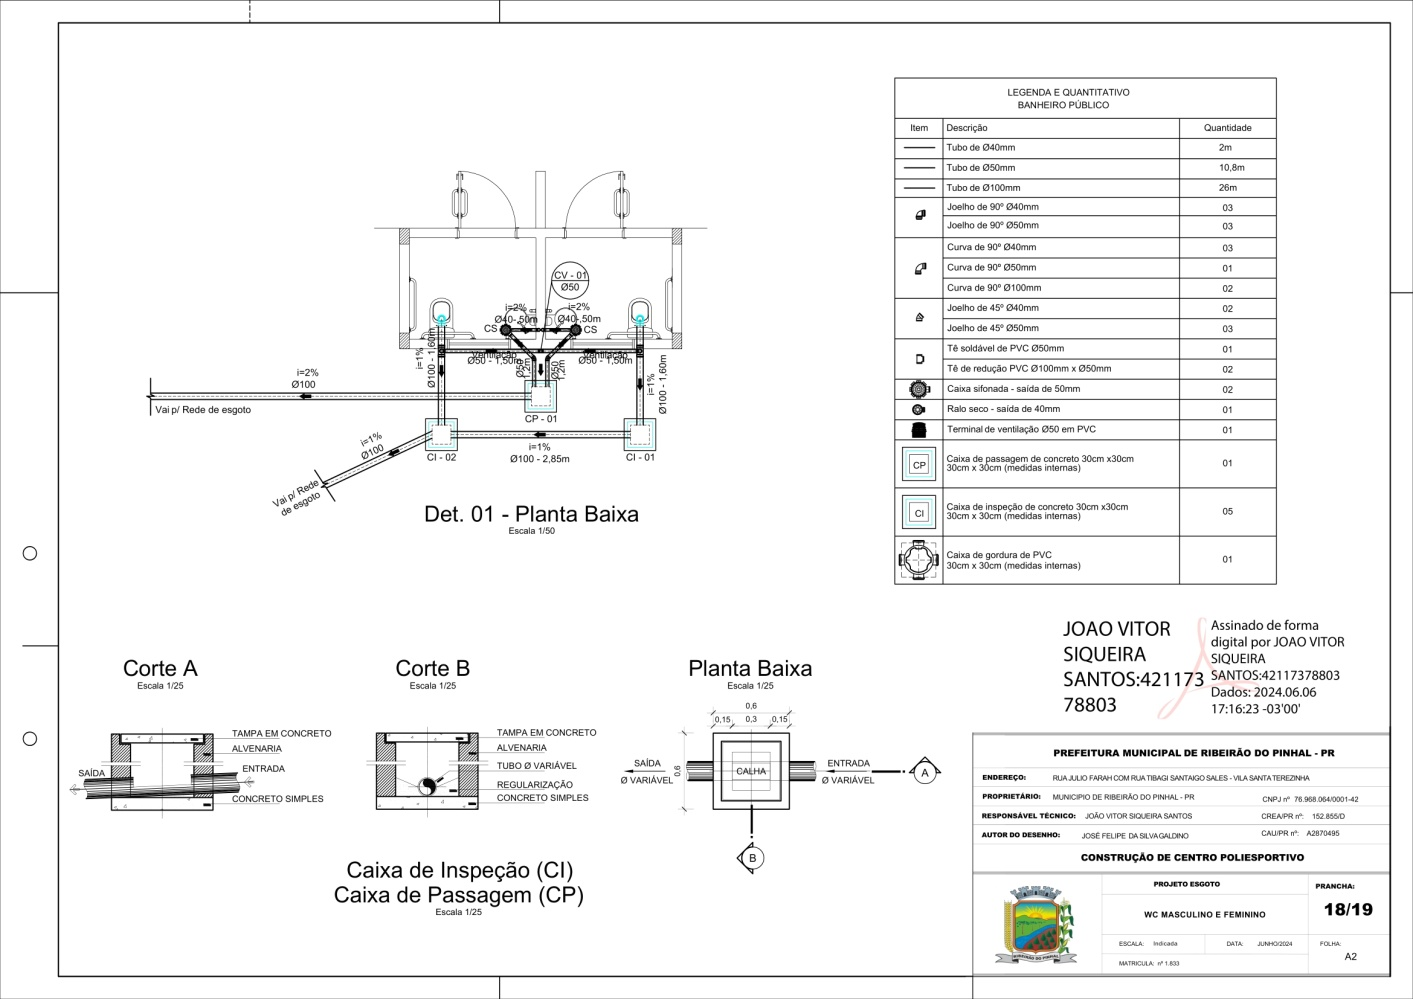 LEGENDA E QUANTITATIVO
BANHEIRO PÚBLICO
Item Descrição Quantidade
Tubo de Ø40mm 2m
Tubo de Ø50mm 10,8m
Tubo de Ø100mm 26m
Joelho de 90º Ø40mm 03
Joelho de 90º Ø50mm 03
Curva de 90º Ø40mm 03
Curva de 90º Ø50mm 01
Curva de 90º Ø100mm 02
Joelho de 45º Ø40mm 02
Joelho de 45º Ø50mm 03
Tê soldável de PVC Ø50mm 01
Tê de redução PVC Ø100mm x Ø50mm 02
Caixa sifonada - saída de 50mm 02
Ralo seco - saída de 40mm 01
Terminal de ventilação Ø50 em PVC 01
CP Caixa de passagem de concreto 30cm x30cm
30cm x 30cm (medidas internas) 01
CI Caixa de inspeção de concreto 30cm x30cm
30cm x 30cm (medidas internas) 05
Caixa de gordura de PVC
30cm x 30cm (medidas internas) 01
CV - 01
Ø50
i=2% i=2%
Ø40-,50m Ø40-,50m
CS CS
Ventilação Ventilação
Ø50 - 1,50m Ø50 - 1,50m
Ø50
1,2m
Ø50
1,2m
i=1%
Ø100 - 1,60m
i=1%
Ø100 - 1,60m
i=2%
Ø100
Vai p/ Rede de esgoto
CP - 01
i=1%
Ø100
CI - 02
i=1%
Ø100 - 2,85m
CI - 01
Vai p/ Rede
de esgoto
Det. 01 - Planta Baixa
Escala 1/50
Corte A
Escala 1/25
TAMPA EM CONCRETO
ALVENARIA
SAÍDA
ENTRADA
CONCRETO SIMPLES
Corte B
Escala 1/25
TAMPA EM CONCRETO
ALVENARIA
TUBO Ø VARIÁVEL
REGULARIZAÇÃO
CONCRETO SIMPLES
Planta Baixa
Escala 1/25
0,6
0,15 0,3 0,15
0,6
SAÍDA
Ø VARIÁVEL
CALHA
ENTRADA
Ø VARIÁVEL
A
B
Caixa de Inspeção (CI)
Caixa de Passagem (CP)
Escala 1/25
JOAO VITOR
SIQUEIRA
SANTOS:421173
78803
Assinado de forma
digital por JOAO VITOR
SIQUEIRA
SANTOS:42117378803
Dados: 2024.06.06
17:16:23 -03'00'
PREFEITURA MUNICIPAL DE RIBEIRÃO DO PINHAL - PR
ENDEREÇO: RUA JULIO FARAH COM RUA TIBAGI SANTAIGO SALES - VILA SANTA TEREZINHA
PROPRIETÁRIO: MUNICIPIO DE RIBEIRÃO DO PINHAL - PR CNPJ nº 76.968.064/0001-42
RESPONSÁVEL TÉCNICO: JOÃO VITOR SIQUEIRA SANTOS CREA/PR nº: 152.855/D
AUTOR DO DESENHO: JOSÉ FELIPE DA SILVA GALDINO CAU/PR nº: A2870495
CONSTRUÇÃO DE CENTRO POLIESPORTIVO
RIBEIRÃO DO PINHAL
PROJETO ESGOTO
WC MASCULINO E FEMININO
ESCALA: Indicada DATA: JUNHO/2024
MATRICULA: nº 1.833
PRANCHA:
18/19
FOLHA:
A2